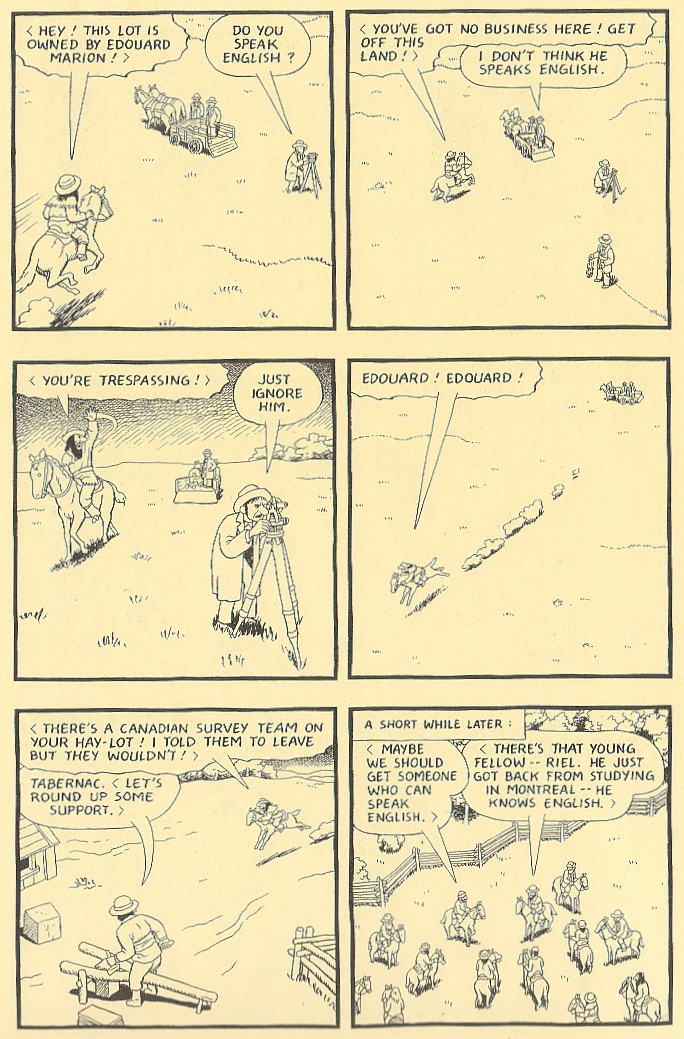 < HEY! THIS LOT IS
OWNED BY EDOUARD
MARION! >
DO YOU
SPEAK
ENGLISH?
< YOU'VE GOT NO BUSINESS HERE! GET
OFF THIS
LAND! >
I DON'T THINK HE
SPEAKS ENGLISH.
< YOU'RE TRESPASSING! >
JUST
IGNORE
HIM.
EDOUARD! EDOUARD!
< THERE'S A CANADIAN SURVEY TEAM ON
YOUR HAY-LOT! I TOLD THEM TO LEAVE
BUT THEY WOULDN'T! >
TABERNAC. < LET'S
ROUND UP SOME
SUPPORT. >
A SHORT WHILE LATER:
< MAYBE
WE SHOULD
GET SOMEONE
WHO CAN
SPEAK
ENGLISH. >
< THERE'S THAT YOUNG
FELLOW -- RIEL. HE JUST
GOT BACK FROM STUDYING
IN MONTREAL -- HE
KNOWS ENGLISH. >